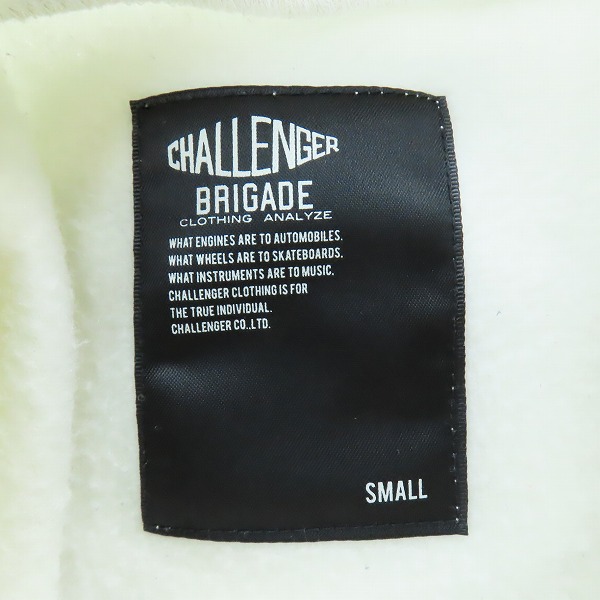 CHALLENGER
BRIGADE
CLOTHING ANALYZE
WHAT ENGINES ARE TO AUTOMOBILES.
WHAT WHEELS ARE TO SKATEBOARDS.
WHAT INSTRUMENTS ARE TO MUSIC.
CHALLENGER CLOTHING IS FOR
THE TRUE INDIVIDUAL.
CHALLENGER CO.,LTD.
SMALL